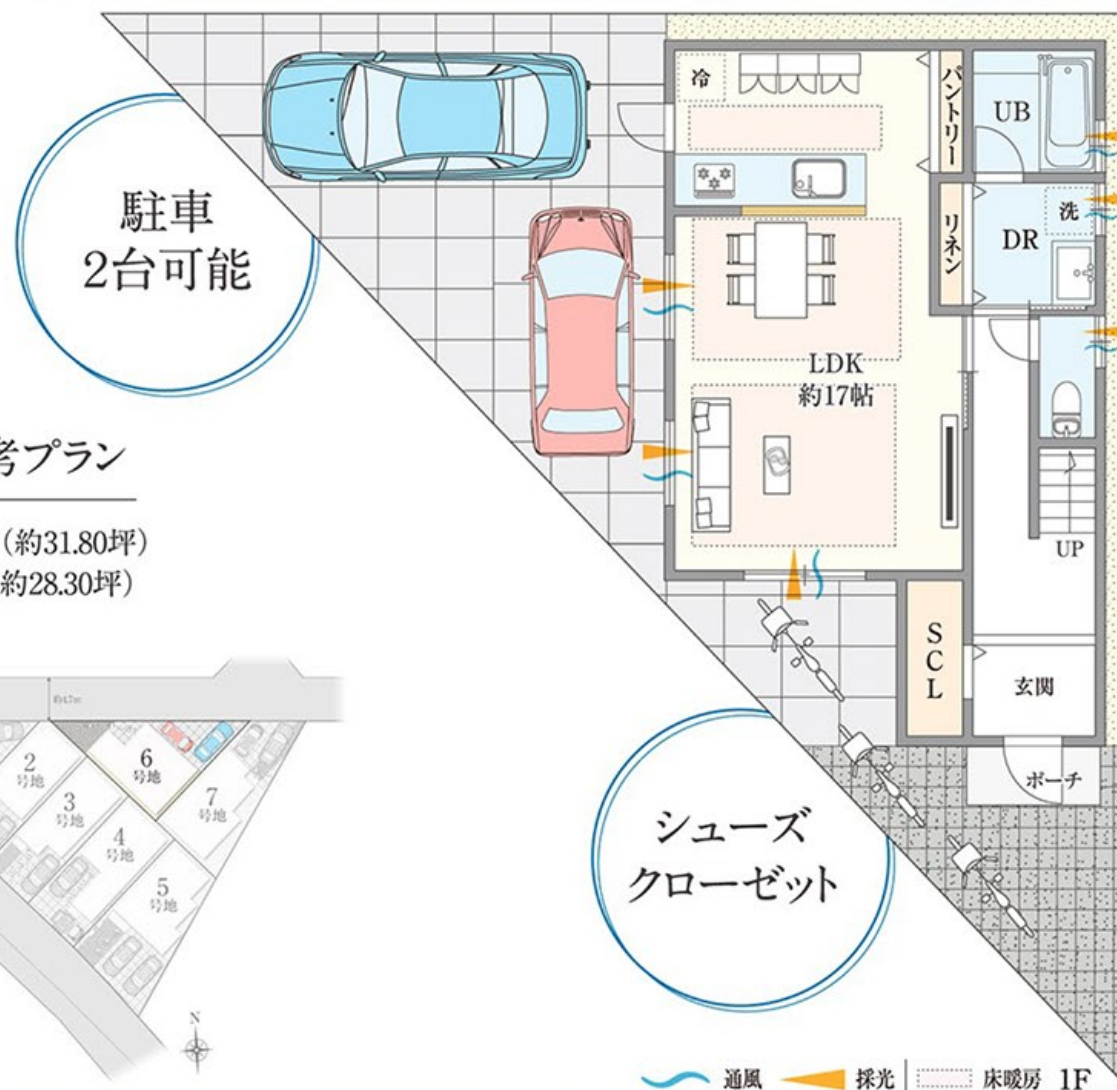 駐車
2台可能
考プラン
(約31.80坪)
約28.30坪)
冷
パントリー
UB
リネン
洗
DR
LDK
約17帖
UP
SCL
玄関
ポーチ
シューズ
クローゼット
2
号地
3
号地
4
号地
5
号地
6
号地
7
号地
N
通風
採光
床暖房
1F